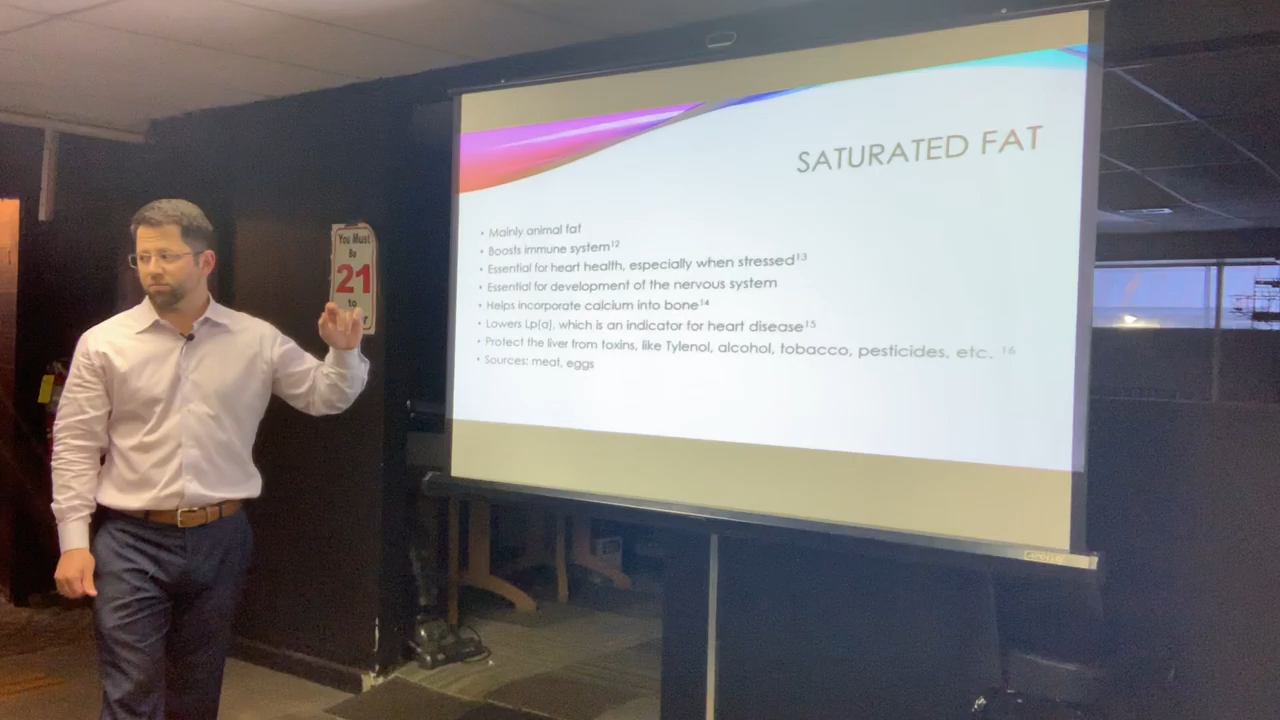 You Must
Be
21
to
SATURATED FAT
• Mainly animal fat
• Boosts immune system¹²
• Essential for heart health, especially when stressed¹³
• Essential for development of the nervous system
• Helps incorporate calcium into bone¹⁴
• Lowers Lp(a), which is an indicator for heart disease¹⁵
• Protect the liver from toxins, like Tylenol, alcohol, tobacco, pesticides, etc. ¹⁶
• Sources: meat, eggs